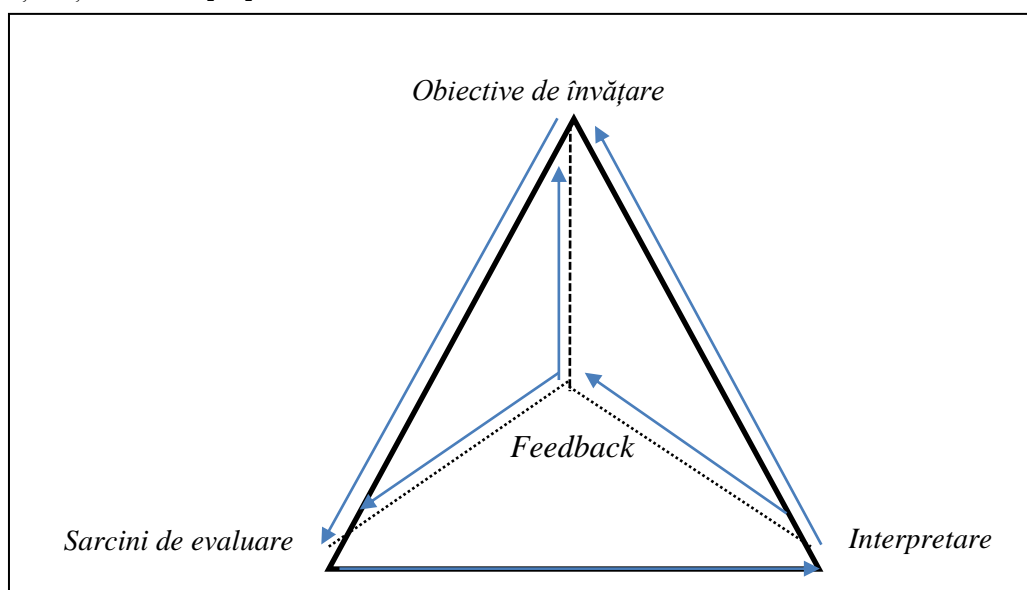 Obiective de învățare
Feedback
Sarcini de evaluare
Interpretare